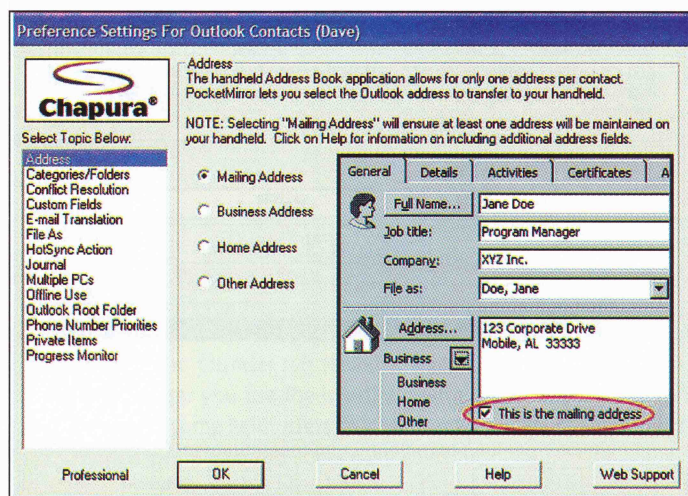 Preference Settings For Outlook Contacts (Dave)
Chapura®
Select Topic Below:
Address
Categories/Folders
Conflict Resolution
Custom Fields
E-mail Translation
File As
HotSync Action
Journal
Multiple PCs
Offline Use
Outlook Root Folder
Phone Number Priorities
Private Items
Progress Monitor
Professional
Address
The handheld Address Book application allows for only one address per contact.
PocketMirror lets you select the Outlook address to transfer to your handheld.
NOTE: Selecting "Mailing Address" will ensure at least one address will be maintained on
your handheld. Click on Help for information on including additional address fields.
Mailing Address
Business Address
Home Address
Other Address
General Details Activities Certificates A
Full Name... Jane Doe
Job title: Program Manager
Company: XYZ Inc.
File as: Doe, Jane
Address... 123 Corporate Drive
Mobile, AL 33333
Business
Business
Home
Other
This is the mailing address
OK Cancel Help Web Support